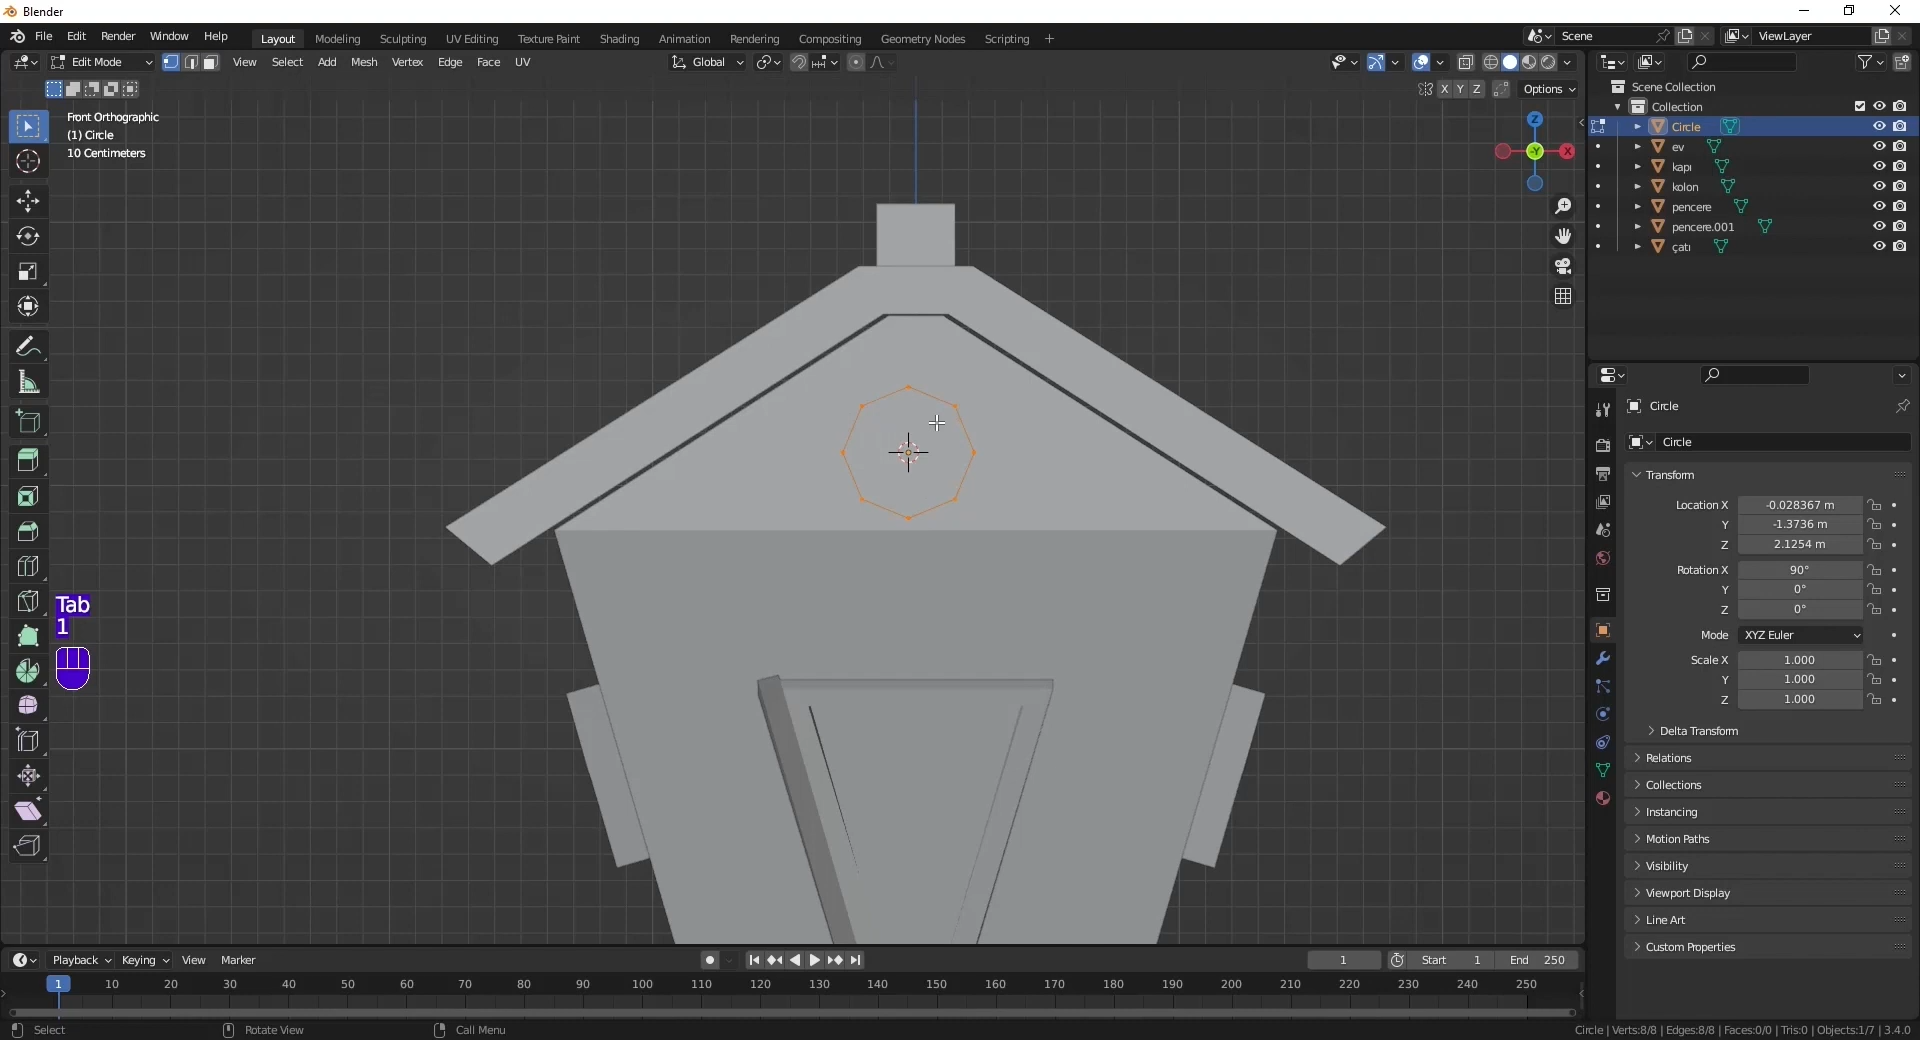 Blender
File Edit Render Window Help
Layout Modeling Sculpting UV Editing Texture Paint Shading Animation Rendering Compositing Geometry Nodes Scripting +
Scene
ViewLayer
Edit Mode View Select Add Mesh Vertex Edge Face UV
Global
X Y Z Options
Front Orthographic
(1) Circle
10 Centimeters
Z
-Y
X
Tab
1
Scene Collection
Collection
Circle
ev
kapı
kolon
pencere
pencere.001
çatı
Circle
Circle
Transform
Location X -0.028367 m
Y -1.3736 m
Z 2.1254 m
Rotation X 90°
Y 0°
Z 0°
Mode XYZ Euler
Scale X 1.000
Y 1.000
Z 1.000
Delta Transform
Relations
Collections
Instancing
Motion Paths
Visibility
Viewport Display
Line Art
Custom Properties
Playback Keying View Marker
1 Start 1 End 250
1 10 20 30 40 50 60 70 80 90 100 110 120 130 140 150 160 170 180 190 200 210 220 230 240 250
Select Rotate View Call Menu
Circle | Verts:8/8 | Edges:8/8 | Faces:0/0 | Tris:0 | Objects:1/7 | 3.4.0